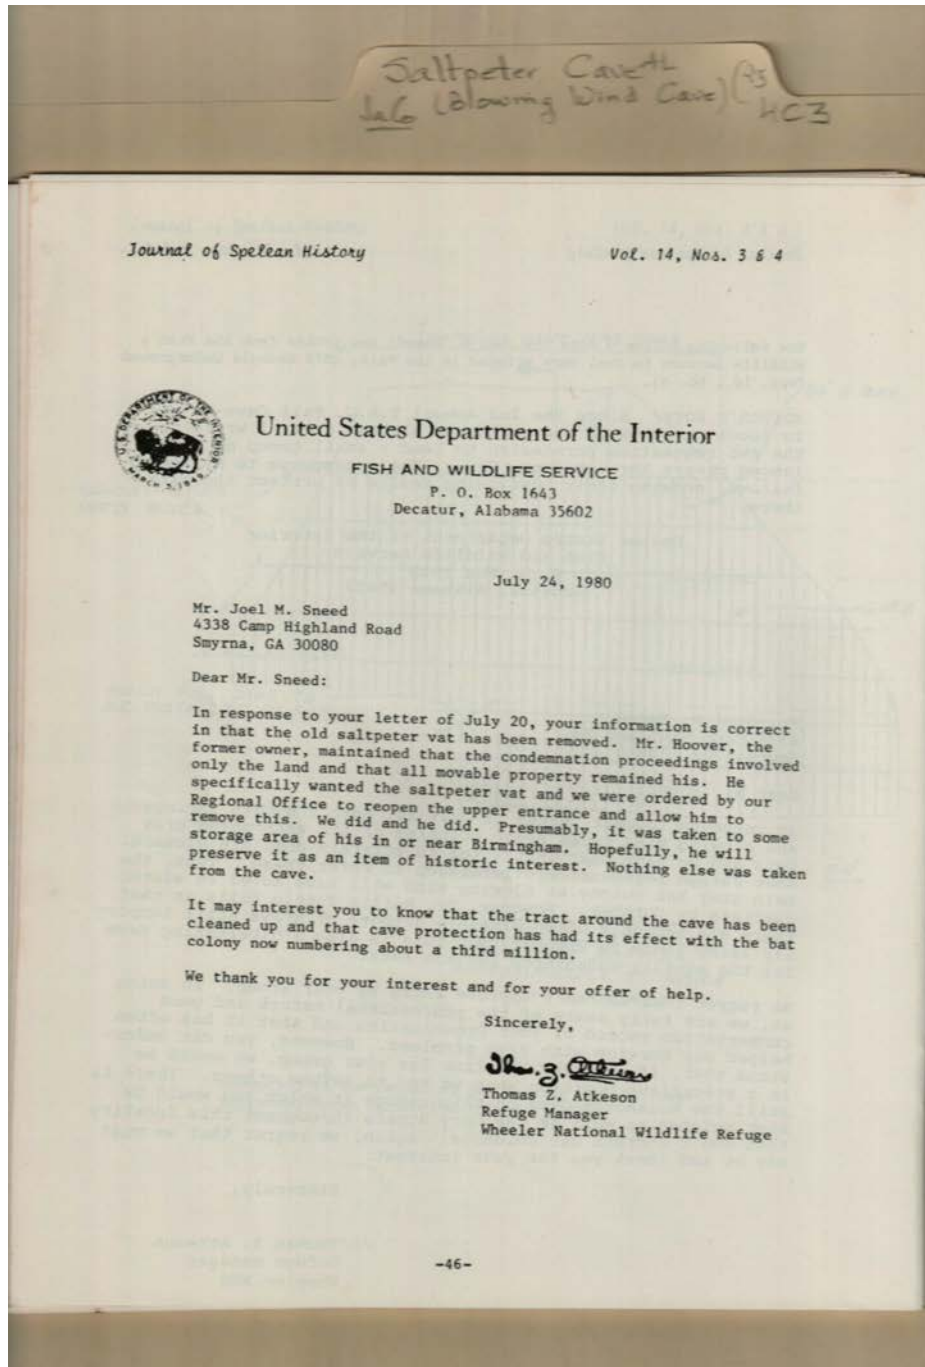 Saltpeter Cave AL
JaCo (Blowing Wind Cave)
HC3
Journal of Spelean History Vol. 14, Nos. 3 & 4
U.S. DEPARTMENT OF THE INTERIOR
MARCH 3, 1849
United States Department of the Interior
FISH AND WILDLIFE SERVICE
P. O. Box 1643
Decatur, Alabama 35602
July 24, 1980
Mr. Joel M. Sneed
4338 Camp Highland Road
Smyrna, GA 30080
Dear Mr. Sneed:
In response to your letter of July 20, your information is correct
in that the old saltpeter vat has been removed. Mr. Hoover, the
former owner, maintained that the condemnation proceedings involved
only the land and that all movable property remained his. He
specifically wanted the saltpeter vat and we were ordered by our
Regional Office to reopen the upper entrance and allow him to
remove this. We did and he did. Presumably, it was taken to some
storage area of his in or near Birmingham. Hopefully, he will
preserve it as an item of historic interest. Nothing else was taken
from the cave.
It may interest you to know that the tract around the cave has been
cleaned up and that cave protection has had its effect with the bat
colony now numbering about a third million.
We thank you for your interest and for your offer of help.
Sincerely,
Thos. Z. Atkeson
Thomas Z. Atkeson
Refuge Manager
Wheeler National Wildlife Refuge
-46-